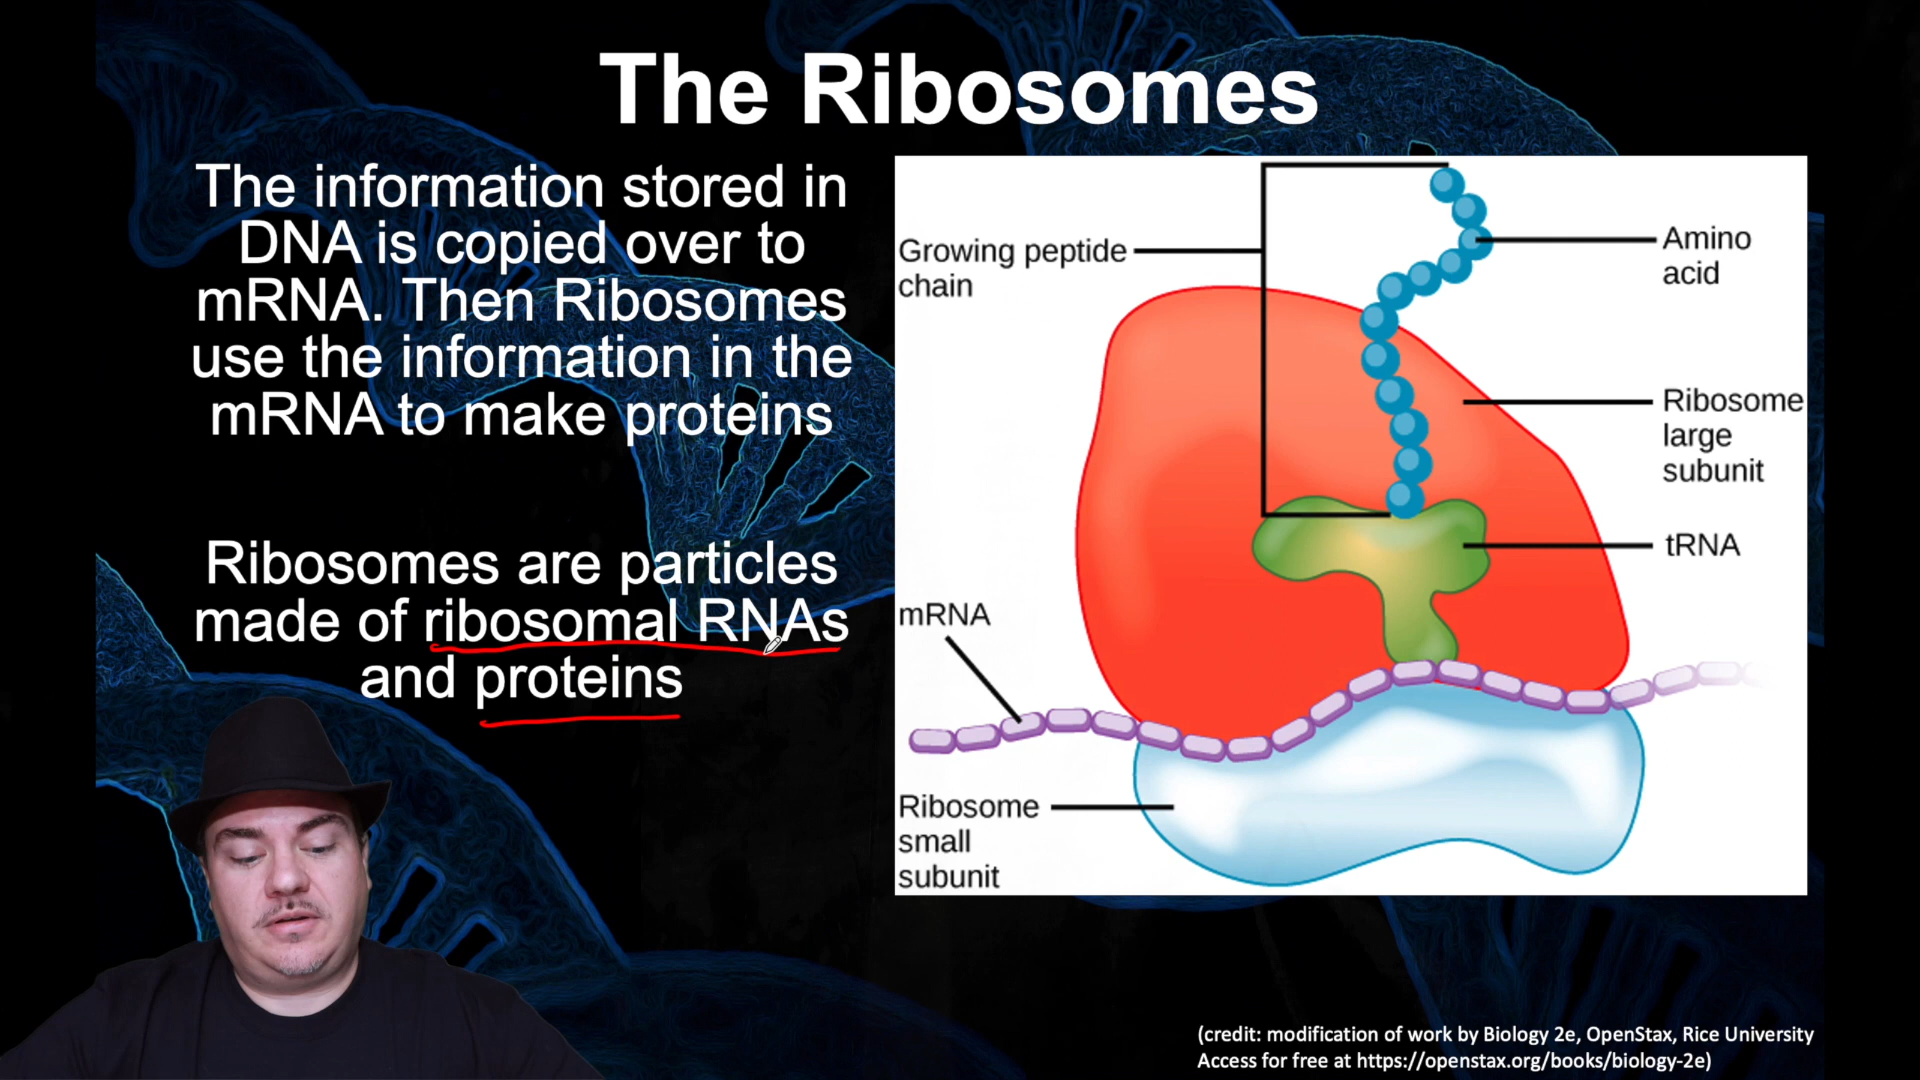 The Ribosomes
The information stored in
DNA is copied over to
mRNA. Then Ribosomes
use the information in the
mRNA to make proteins
Ribosomes are particles
made of ribosomal RNAs
and proteins
Growing peptide
chain
Amino
acid
Ribosome
large
subunit
tRNA
mRNA
Ribosome
small
subunit
(credit: modification of work by Biology 2e, OpenStax, Rice University
Access for free at https://openstax.org/books/biology-2e)